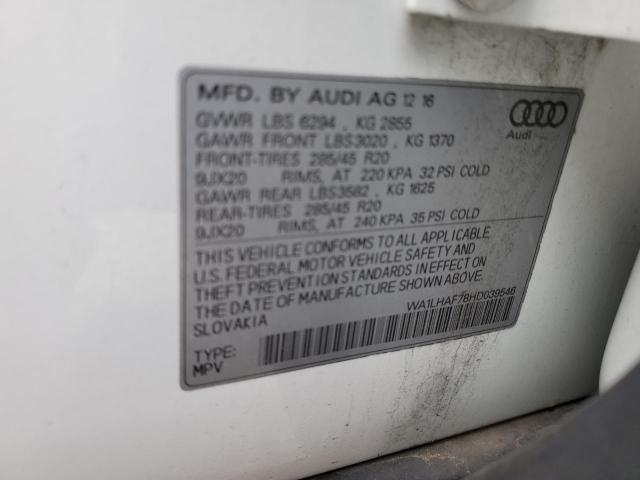 MFD. BY AUDI AG 12 16
GVWR LBS 6294 , KG 2855
GAWR FRONT LBS3020 , KG 1370
FRONT-TIRES 285/45 R20
9JX20 RIMS, AT 220 KPA 32 PSI COLD
GAWR REAR LBS3582 , KG 1625
REAR-TIRES 285/45 R20
9JX20 RIMS, AT 240 KPA 35 PSI COLD
THIS VEHICLE CONFORMS TO ALL APPLICABLE
U.S. FEDERAL MOTOR VEHICLE SAFETY AND
THEFT PREVENTION STANDARDS IN EFFECT ON
THE DATE OF MANUFACTURE SHOWN ABOVE.
SLOVAKIA
WA1LHAF78HD039546
TYPE:
MPV
Audi